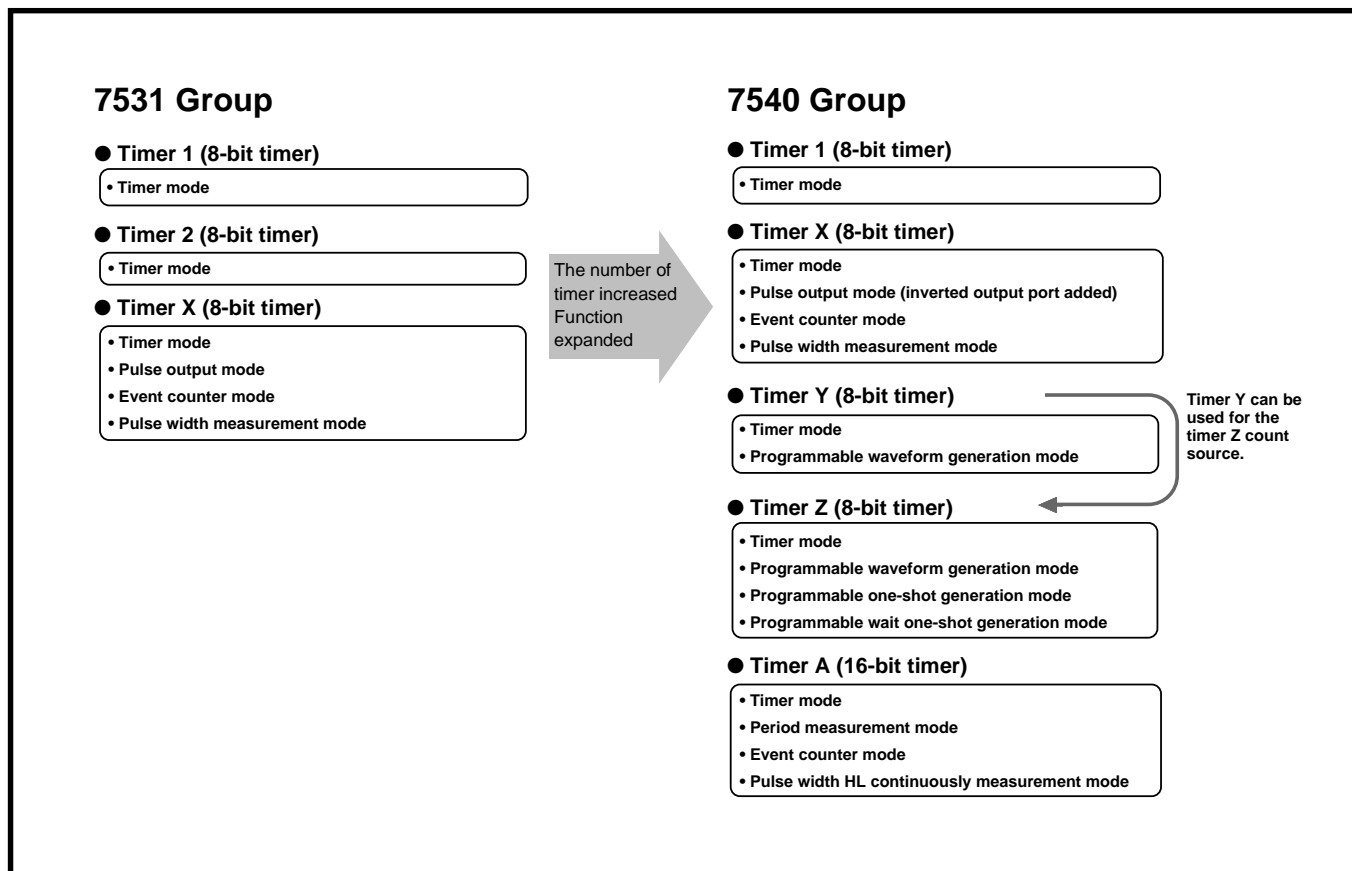 7531 Group
● Timer 1 (8-bit timer)
• Timer mode
● Timer 2 (8-bit timer)
• Timer mode
● Timer X (8-bit timer)
• Timer mode
• Pulse output mode
• Event counter mode
• Pulse width measurement mode
The number of
timer increased
Function
expanded
7540 Group
● Timer 1 (8-bit timer)
• Timer mode
● Timer X (8-bit timer)
• Timer mode
• Pulse output mode (inverted output port added)
• Event counter mode
• Pulse width measurement mode
● Timer Y (8-bit timer)
• Timer mode
• Programmable waveform generation mode
Timer Y can be
used for the
timer Z count
source.
● Timer Z (8-bit timer)
• Timer mode
• Programmable waveform generation mode
• Programmable one-shot generation mode
• Programmable wait one-shot generation mode
● Timer A (16-bit timer)
• Timer mode
• Period measurement mode
• Event counter mode
• Pulse width HL continuously measurement mode